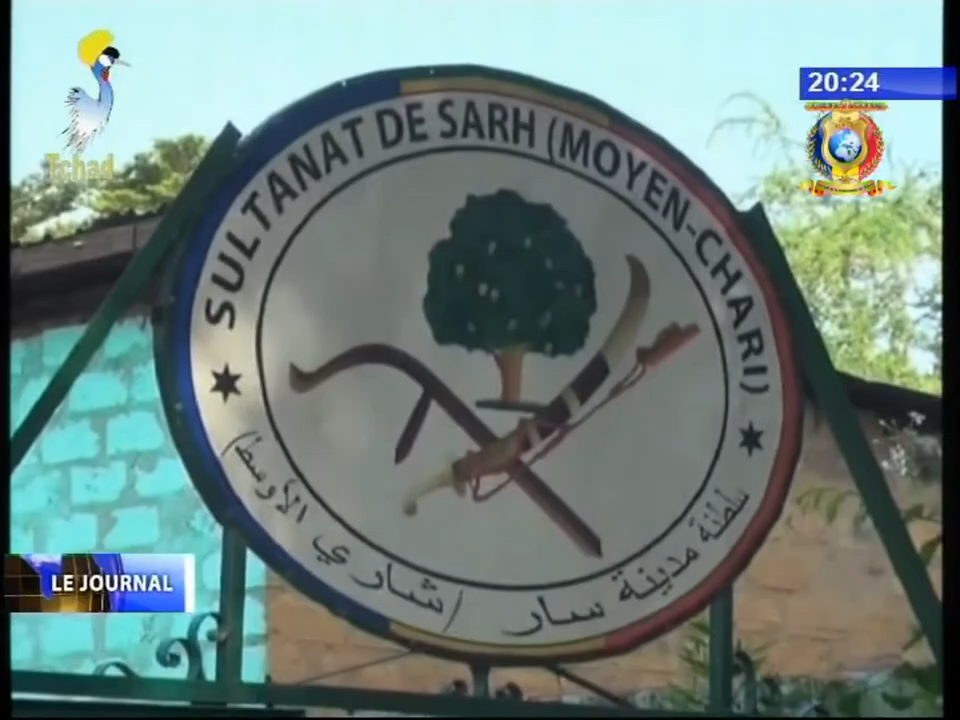 Tchad
20:24
SULTANAT DE SARH (MOYEN-CHARI)
سلطنة مدينة سار
(شاري الأوسط)
LE JOURNAL